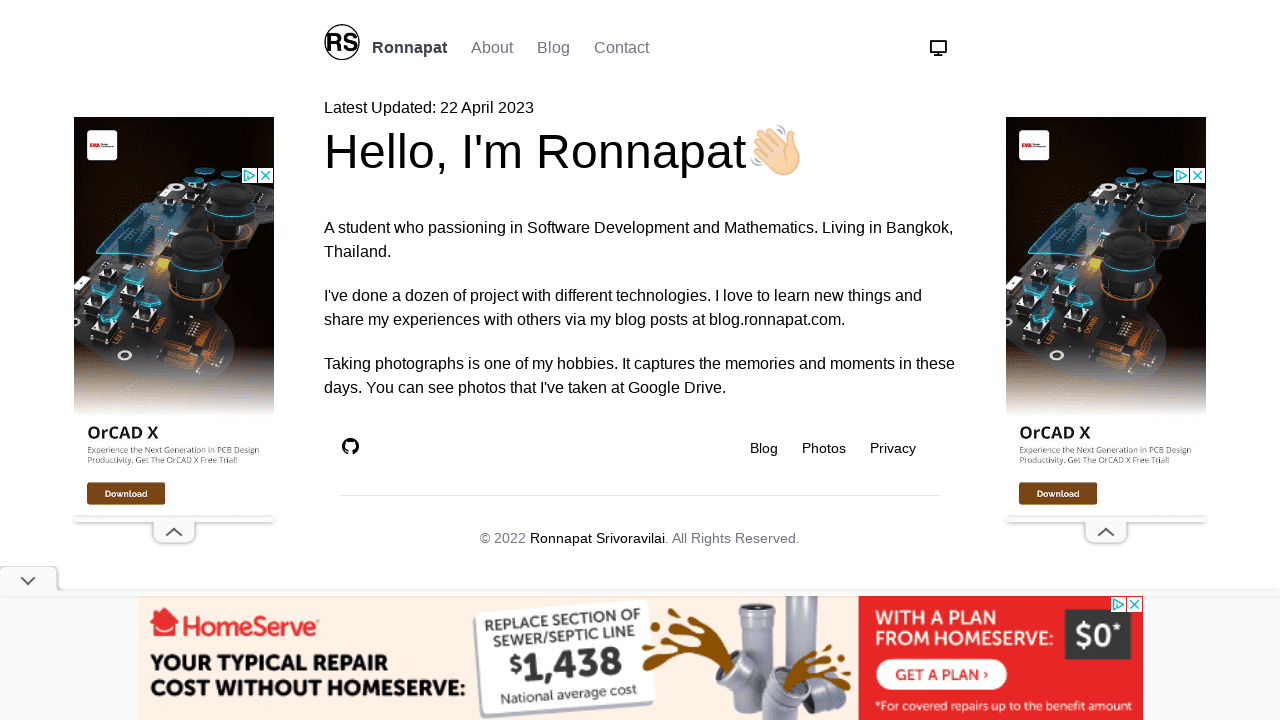 RS
Ronnapat
About
Blog
Contact
Latest Updated: 22 April 2023
Hello, I'm Ronnapat👋🏻
A student who passioning in Software Development and Mathematics. Living in Bangkok,
Thailand.
I've done a dozen of project with different technologies. I love to learn new things and
share my experiences with others via my blog posts at blog.ronnapat.com.
Taking photographs is one of my hobbies. It captures the memories and moments in these
days. You can see photos that I've taken at Google Drive.
Blog
Photos
Privacy
© 2022 Ronnapat Srivoravilai. All Rights Reserved.
OrCAD X
Experience the Next Generation in PCB Design
Productivity. Get The OrCAD X Free Trial!
Download
OrCAD X
Experience the Next Generation in PCB Design
Productivity. Get The OrCAD X Free Trial!
Download
HomeServe
YOUR TYPICAL REPAIR
COST WITHOUT HOMESERVE:
REPLACE SECTION OF
SEWER/SEPTIC LINE
$1,438
National average cost
WITH A PLAN
FROM HOMESERVE:
$0*
GET A PLAN ›
*For covered repairs up to the benefit amount